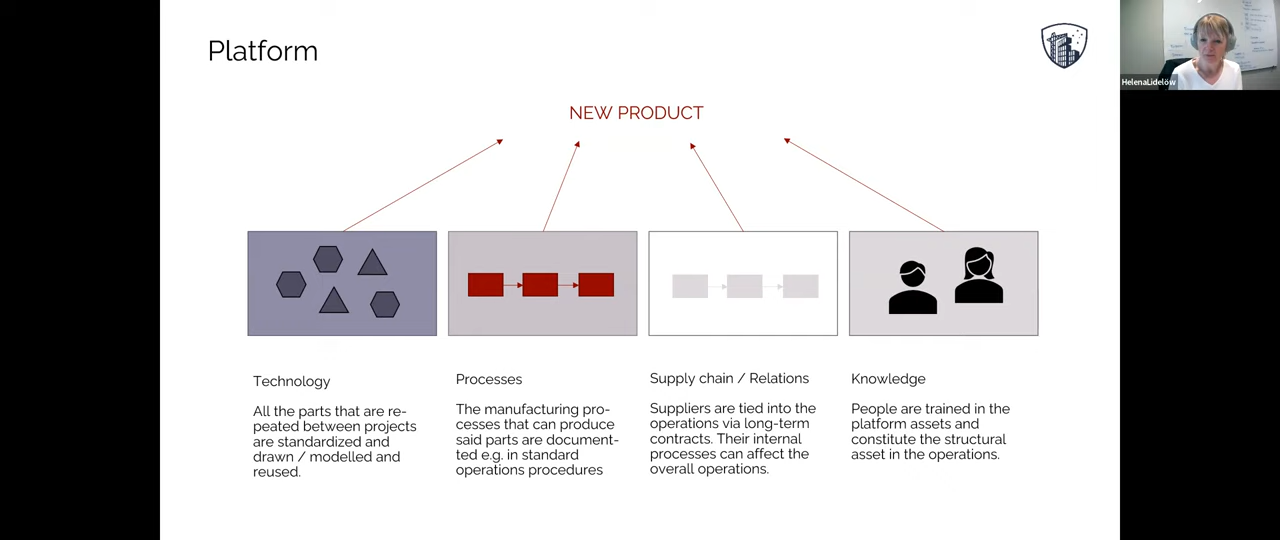 Platform
HelenaLidelöw
NEW PRODUCT
Technology
All the parts that are re-
peated between projects
are standardized and
drawn / modelled and
reused.
Processes
The manufacturing pro-
cesses that can produce
said parts are document-
ted e.g. in standard
operations procedures
Supply chain / Relations
Suppliers are tied into the
operations via long-term
contracts. Their internal
processes can affect the
overall operations.
Knowledge
People are trained in the
platform assets and
constitute the structural
asset in the operations.